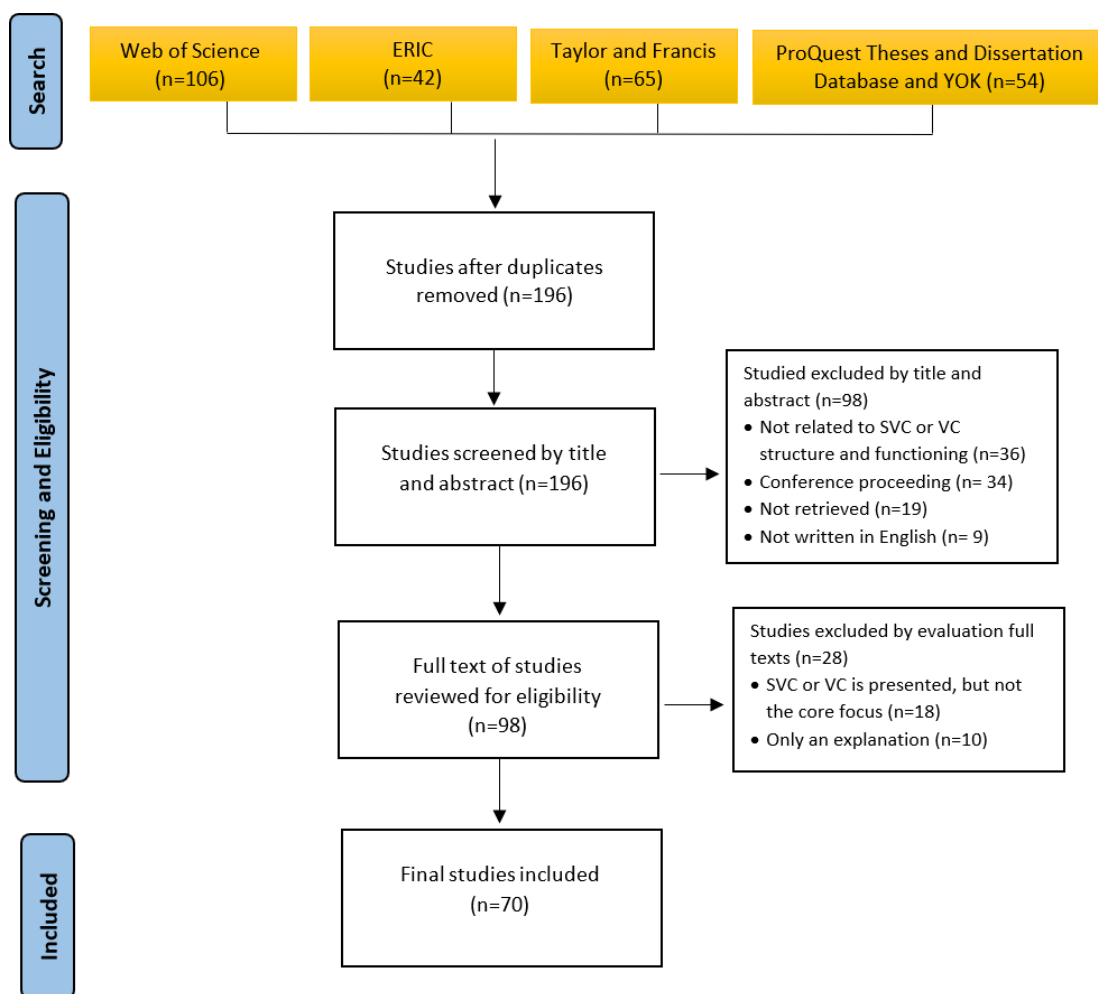 Search
Web of Science
(n=106)
ERIC
(n=42)
Taylor and Francis
(n=65)
ProQuest Theses and Dissertation
Database and YOK (n=54)
Screening and Eligibility
Studies after duplicates
removed (n=196)
Studies screened by title
and abstract (n=196)
Studied excluded by title and
abstract (n=98)
• Not related to SVC or VC
structure and functioning (n=36)
• Conference proceeding (n= 34)
• Not retrieved (n=19)
• Not written in English (n= 9)
Full text of studies
reviewed for eligibility
(n=98)
Studies excluded by evaluation full
texts (n=28)
• SVC or VC is presented, but not
the core focus (n=18)
• Only an explanation (n=10)
Included
Final studies included
(n=70)